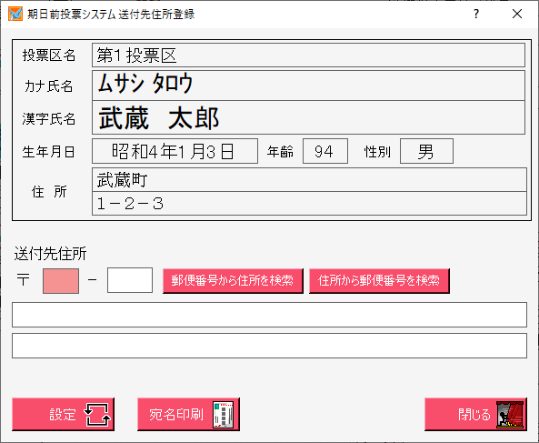 期日前投票システム 送付先住所登録
投票区名 第1投票区
カナ氏名 ムサシ タロウ
漢字氏名 武蔵 太郎
生年月日 昭和4年1月3日 年齢 94 性別 男
住 所 武蔵町
1-2-3
送付先住所
〒 - 郵便番号から住所を検索 住所から郵便番号を検索
設定 宛名印刷 閉じる